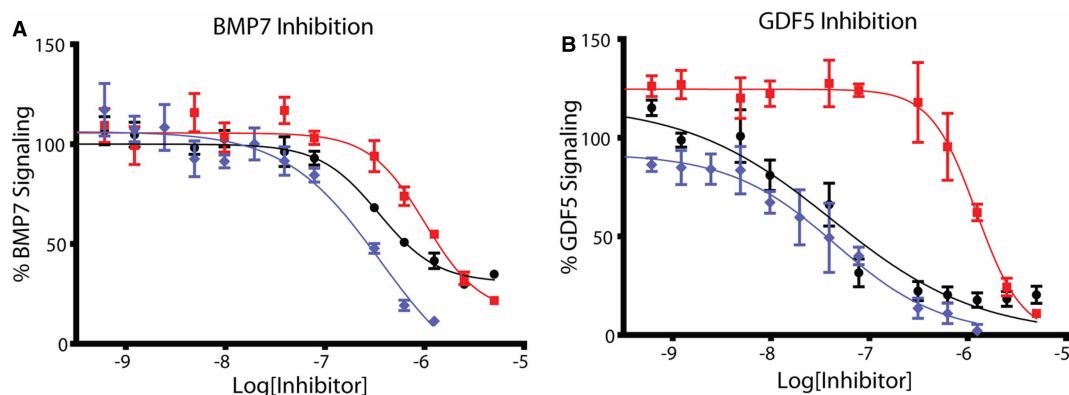 A
BMP7 Inhibition
150
100
50
0
% BMP7 Signaling
-9
-8
-7
-6
-5
Log[Inhibitor]
B
GDF5 Inhibition
150
100
50
0
% GDF5 Signaling
-9
-8
-7
-6
-5
Log[Inhibitor]